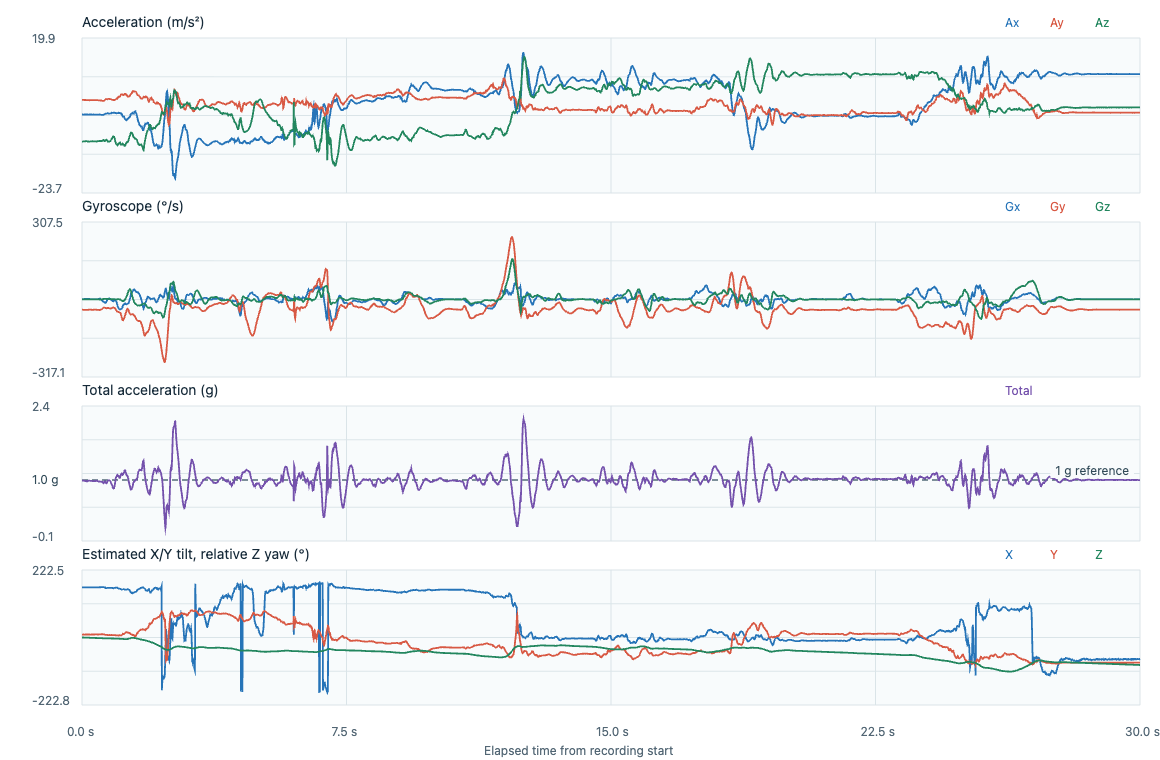 Acceleration (m/s²) Ax Ay Az
19.9
-23.7
Gyroscope (°/s) Gx Gy Gz
307.5
-317.1
Total acceleration (g) Total
2.4
1.0 g
1 g reference
-0.1
Estimated X/Y tilt, relative Z yaw (°) X Y Z
222.5
-222.8
0.0 s 7.5 s 15.0 s 22.5 s 30.0 s
Elapsed time from recording start